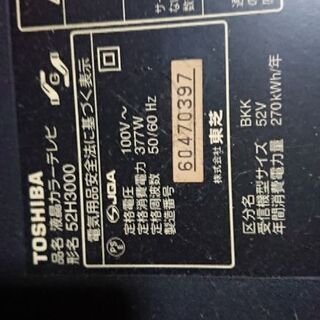 TOSHIBA
品名 液晶カラーテレビ
形名 52H3000
電気用品安全法に基づく表示
PS
JQA
定格電圧 100V～
定格消費電力 377W
定格周波数 50/60 Hz
製造番号 60470397
株式会社 東芝
区分名 BKK
受信機型サイズ 52V
年間消費電力量 270kWh/年